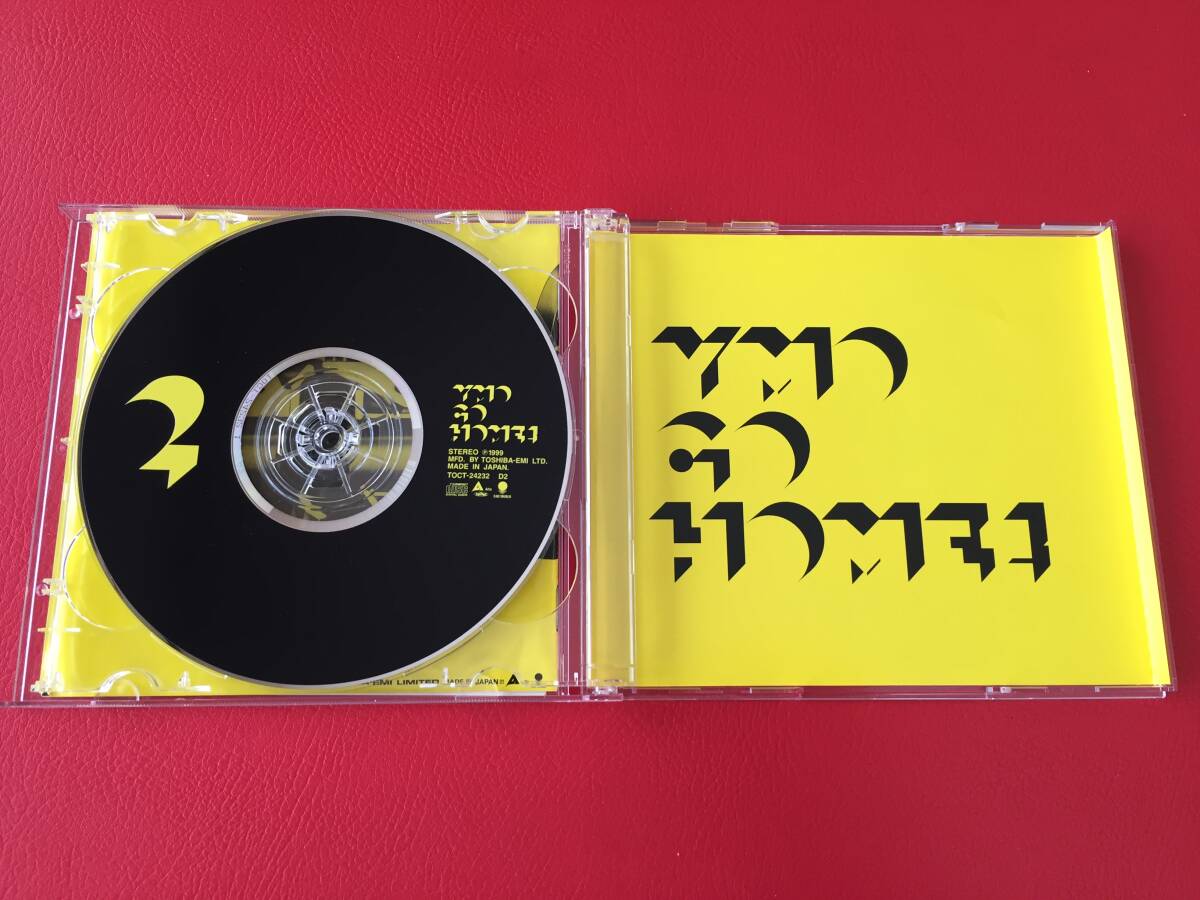 2
YMO
GO
HOME!
STEREO ℗1999
MFD. BY TOSHIBA-EMI LTD.
MADE IN JAPAN.
TOCT-24232 D2
EMI LIMITED MADE IN JAPAN
YMO
GO
HOME!